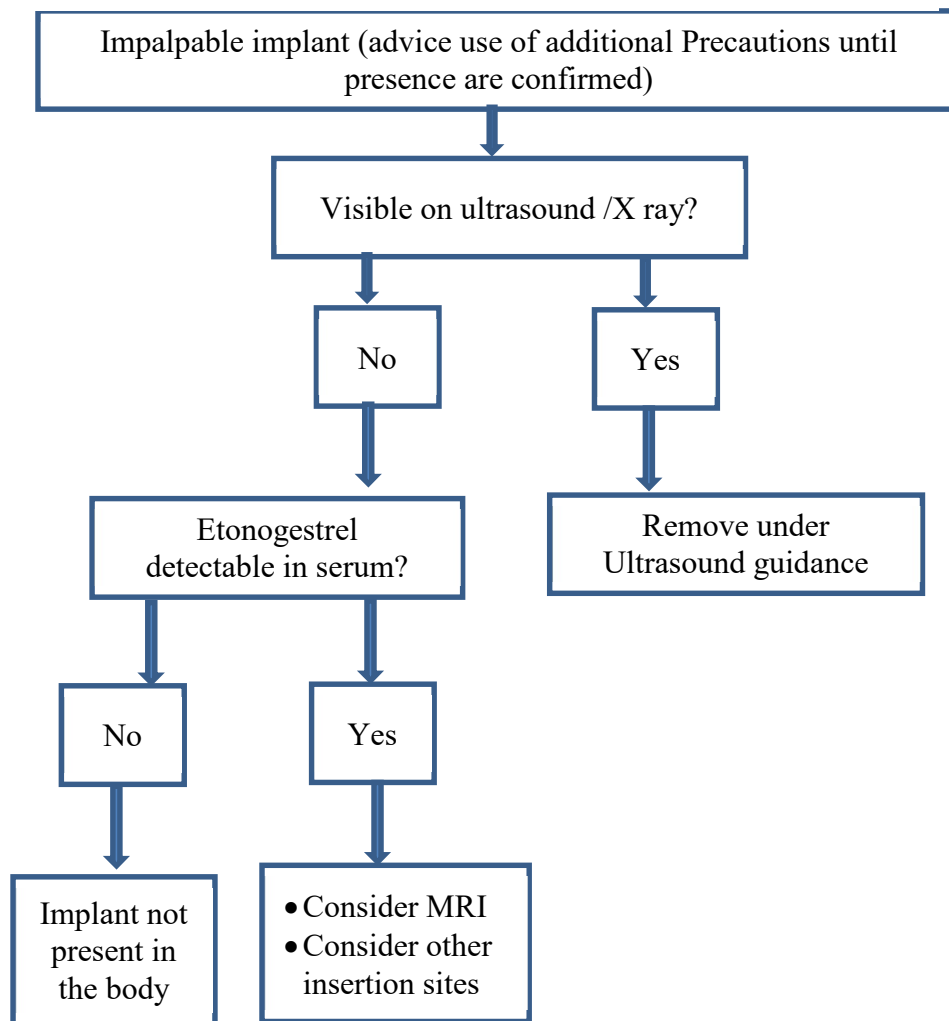 Impalpable implant (advice use of additional Precautions until
presence are confirmed)
Visible on ultrasound /X ray?
No
Yes
Etonogestrel
detectable in serum?
Remove under
Ultrasound guidance
No
Yes
Implant not
present in
the body
• Consider MRI
• Consider other
insertion sites